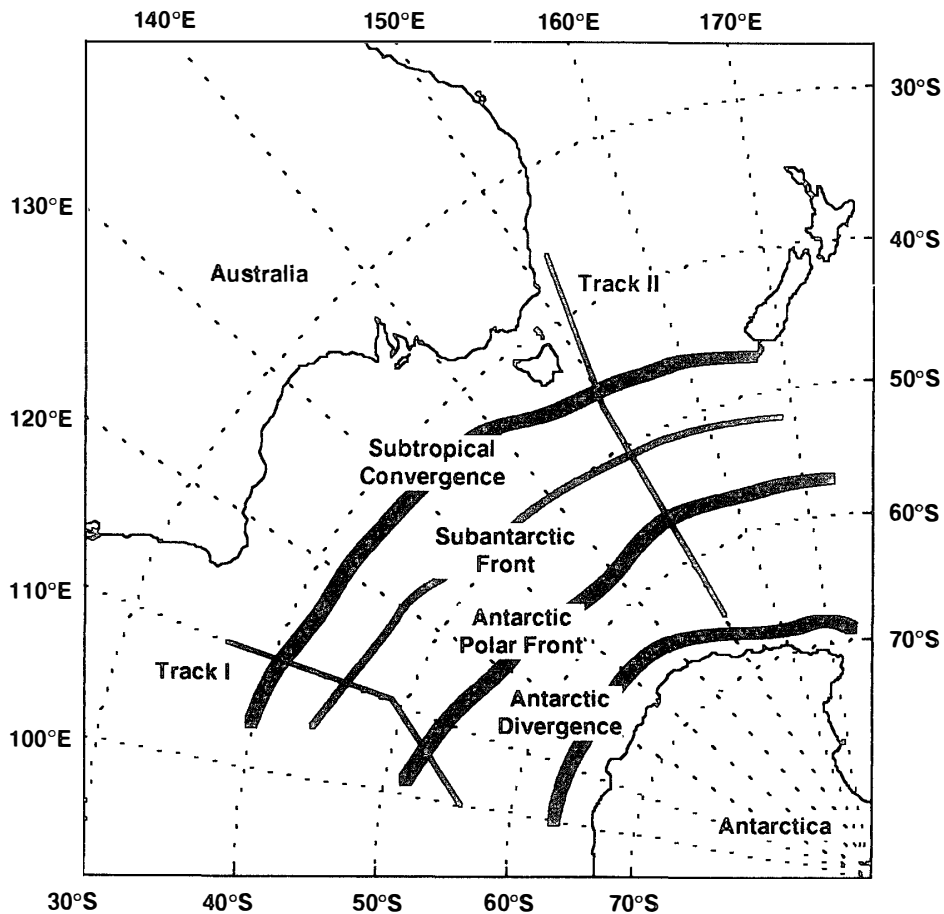 140°E
150°E
160°E
170°E
30°S
130°E
40°S
Australia
Track II
50°S
120°E
Subtropical
Convergence
60°S
Subantarctic
Front
110°E
Antarctic
Polar Front
70°S
Track I
Antarctic
Divergence
100°E
Antarctica
30°S
40°S
50°S
60°S
70°S